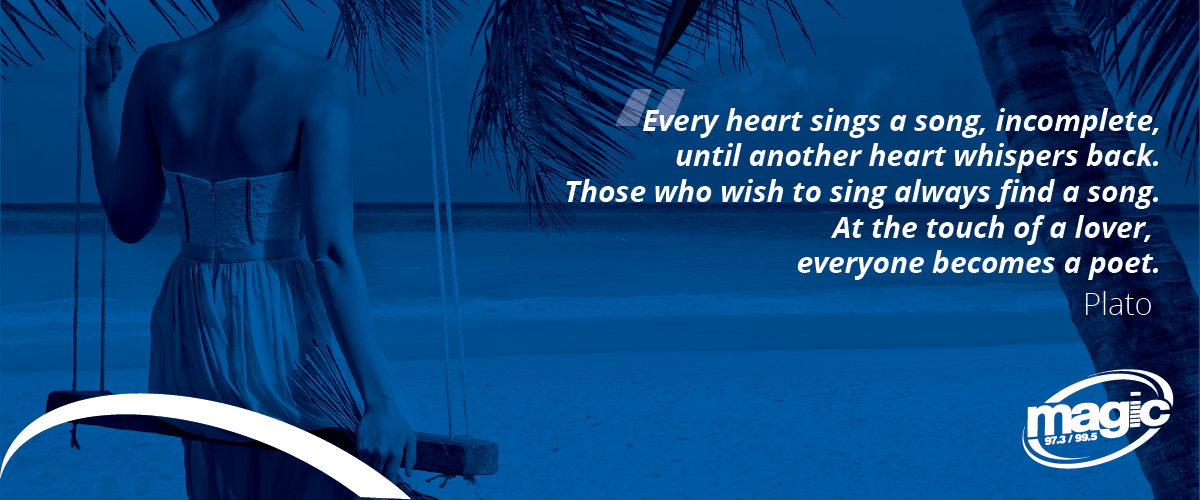 Every heart sings a song, incomplete,
until another heart whispers back.
Those who wish to sing always find a song.
At the touch of a lover,
everyone becomes a poet.
Plato
magic
97.3 / 99.5